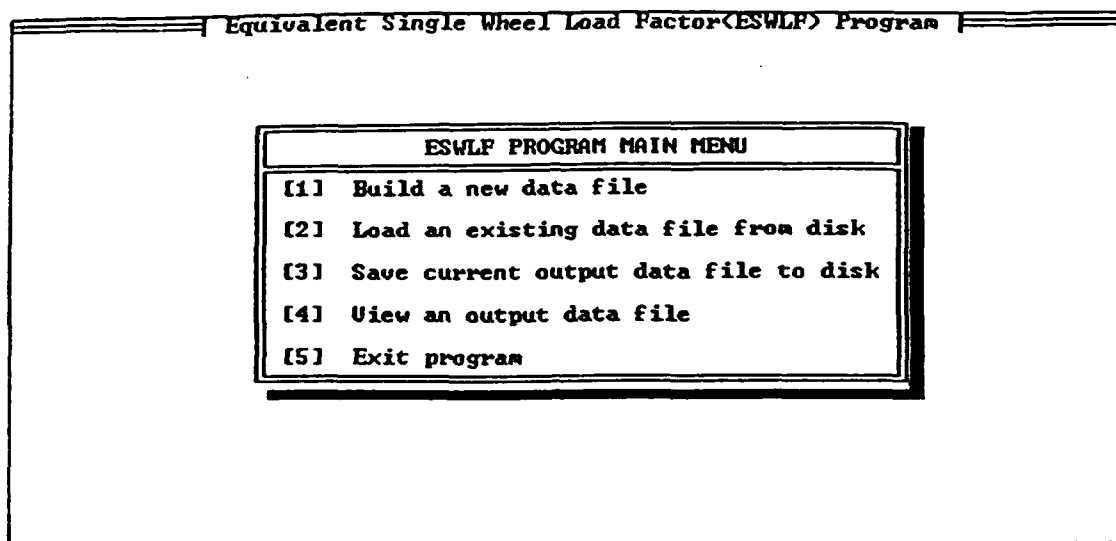 Equivalent Single Wheel Load Factor(ESWLF) Program
ESWLF PROGRAM MAIN MENU
[1] Build a new data file
[2] Load an existing data file from disk
[3] Save current output data file to disk
[4] View an output data file
[5] Exit program